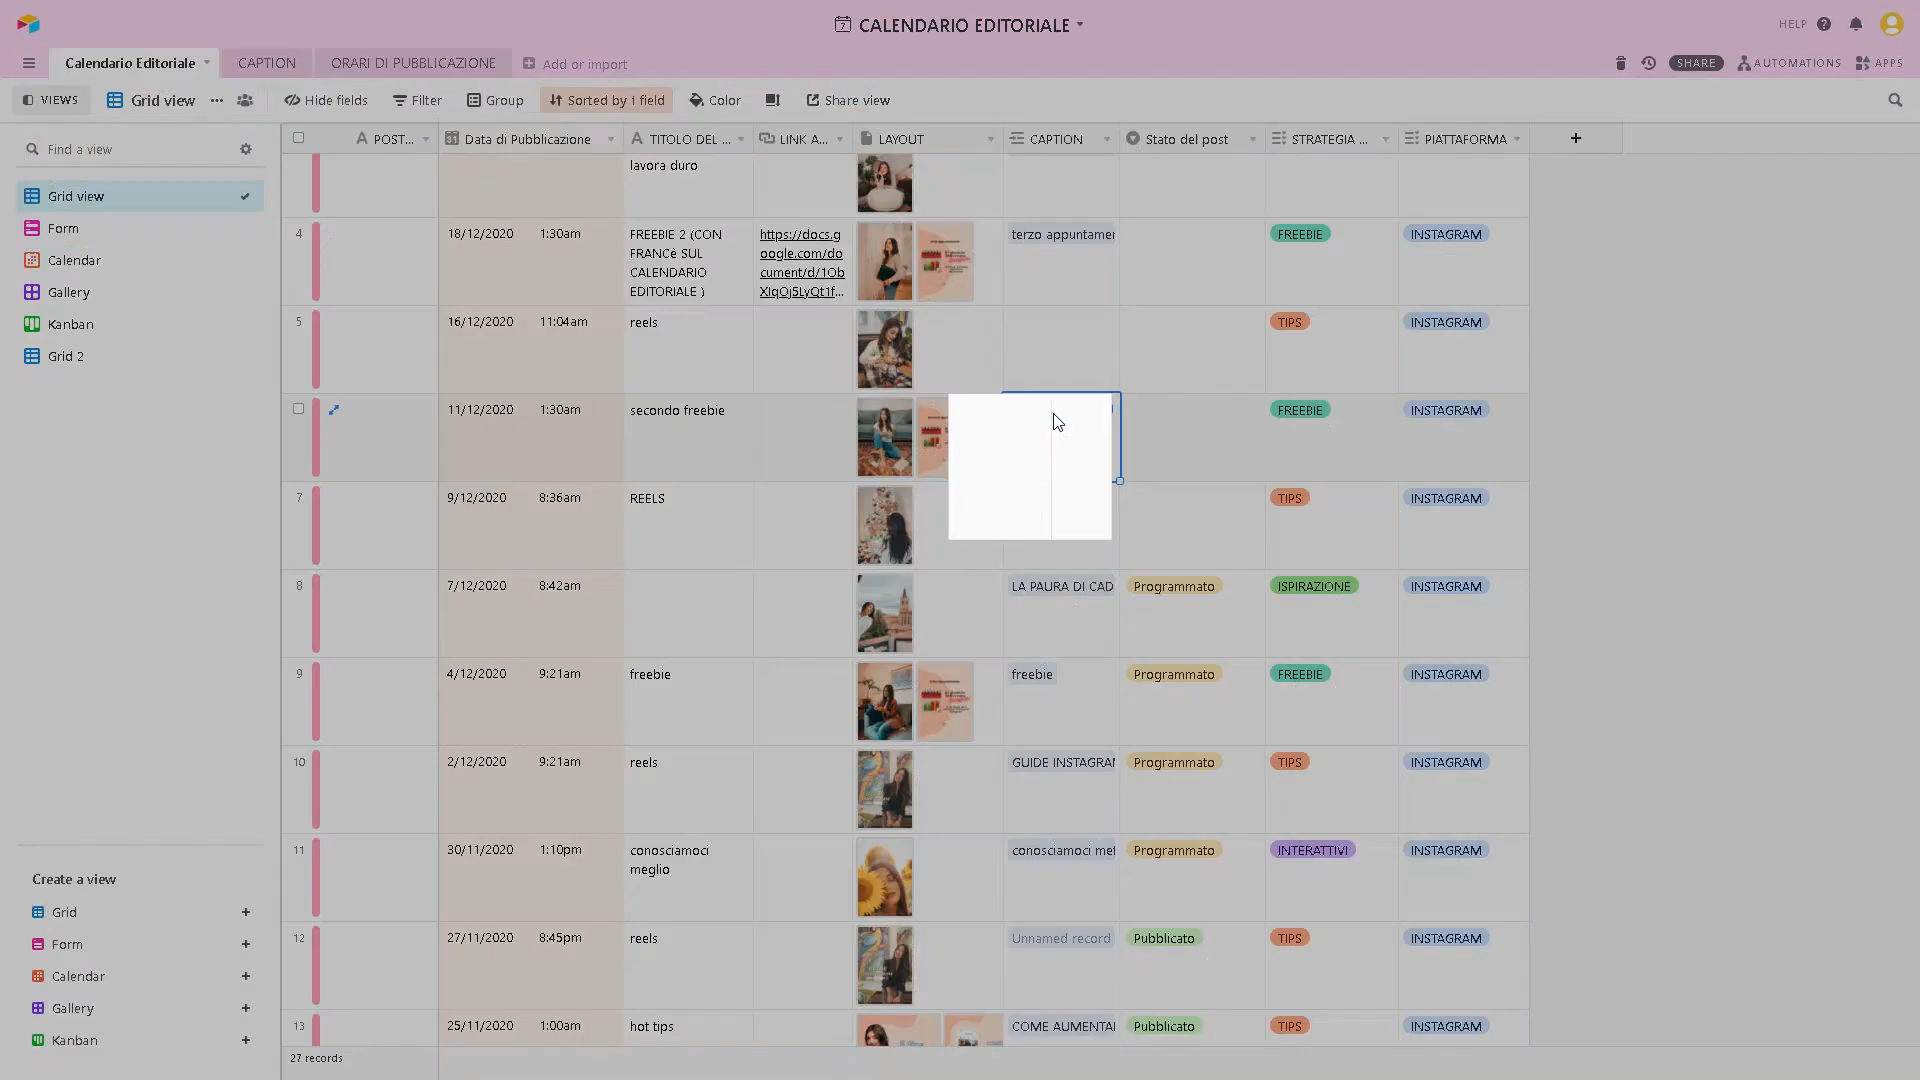 CALENDARIO EDITORIALE
HELP
Calendario Editoriale
CAPTION
ORARI DI PUBBLICAZIONE
Add or import
SHARE
AUTOMATIONS
APPS
VIEWS
Grid view
Hide fields
Filter
Group
Sorted by 1 field
Color
Share view
Find a view
Grid view
Form
Calendar
Gallery
Kanban
Grid 2
Create a view
Grid
Form
Calendar
Gallery
Kanban
POST...
Data di Pubblicazione
TITOLO DEL ...
LINK A...
LAYOUT
CAPTION
Stato del post
STRATEGIA ...
PIATTAFORMA
lavora duro
4
18/12/2020 1:30am
FREEBIE 2 (CON
FRANCè SUL
CALENDARIO
EDITORIALE )
https://docs.g
oogle.com/do
cument/d/1Ob
XIqOj5LyQt1f...
terzo appuntamer
FREEBIE
INSTAGRAM
5
16/12/2020 11:04am
reels
TIPS
INSTAGRAM
11/12/2020 1:30am
secondo freebie
FREEBIE
INSTAGRAM
7
9/12/2020 8:36am
REELS
TIPS
INSTAGRAM
8
7/12/2020 8:42am
LA PAURA DI CAD
Programmato
ISPIRAZIONE
INSTAGRAM
9
4/12/2020 9:21am
freebie
freebie
Programmato
FREEBIE
INSTAGRAM
10
2/12/2020 9:21am
reels
GUIDE INSTAGRAM
Programmato
TIPS
INSTAGRAM
11
30/11/2020 1:10pm
conosciamoci
meglio
conosciamoci me
Programmato
INTERATTIVI
INSTAGRAM
12
27/11/2020 8:45pm
reels
Unnamed record
Pubblicato
TIPS
INSTAGRAM
13
25/11/2020 1:00am
hot tips
COME AUMENTA
Pubblicato
TIPS
INSTAGRAM
27 records